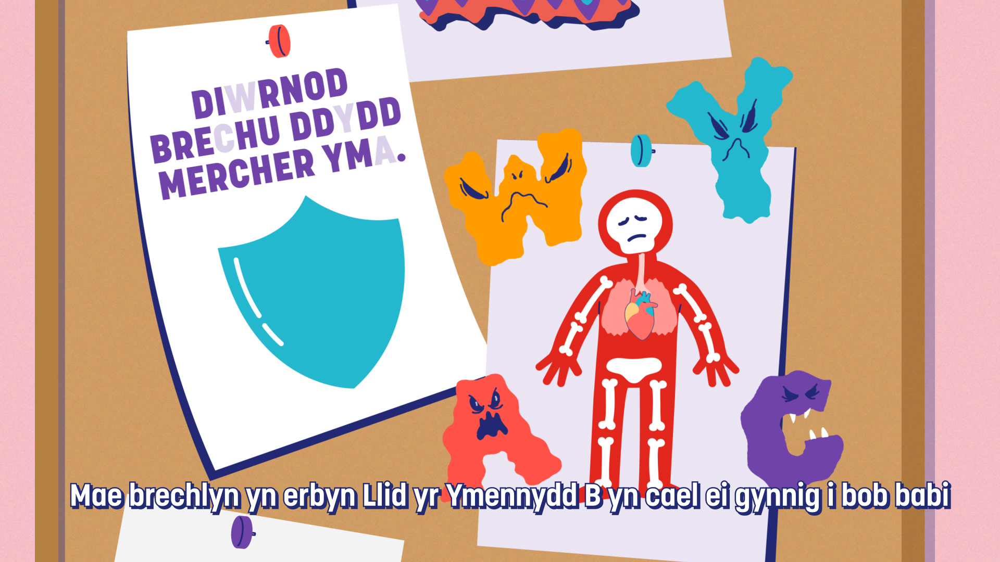 DIWRNOD
BRECHU DDYDD
MERCHER YMA.
W
Y
A
C
Mae brechlyn yn erbyn Llid yr Ymennydd B yn cael ei gynnig i bob babi